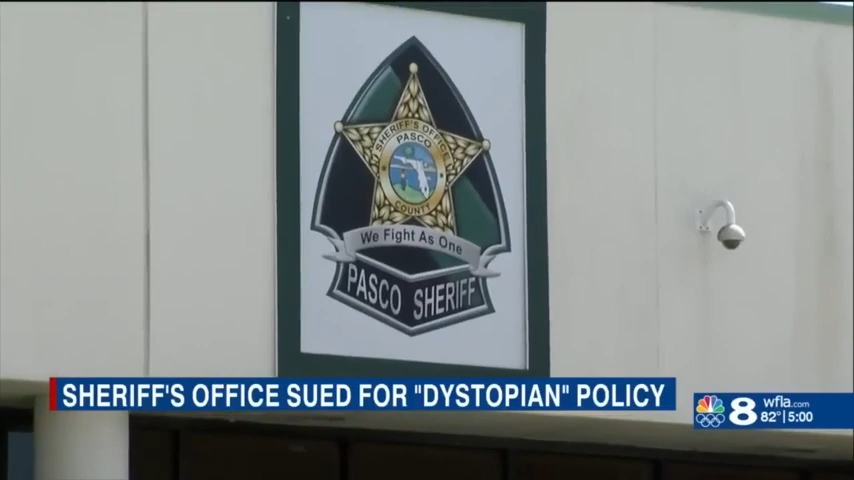 SHERIFF'S OFFICE
PASCO
COUNTY
We Fight As One
PASCO SHERIFF
SHERIFF'S OFFICE SUED FOR "DYSTOPIAN" POLICY
8 wfla.com
82° | 5:00